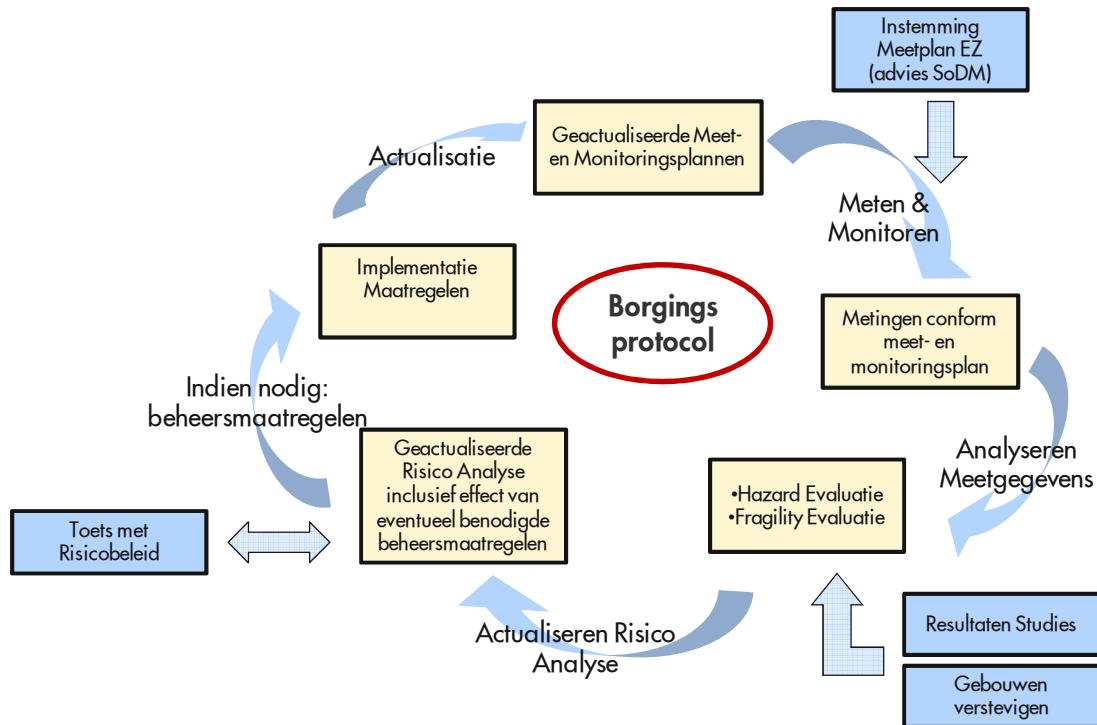 Instemming
Meetplan EZ
(advies SoDM)
Geactualiseerde Meet-
en Monitoringsplannen
Actualisatie
Meten &
Monitoren
Implementatie
Maatregelen
Borgings
protocol
Metingen conform
meet- en
monitoringsplan
Indien nodig:
beheersmaatregelen
Geactualiseerde
Risico Analyse
inclusief effect van
eventueel benodigde
beheersmaatregelen
Analyseren
Meetgegevens
•Hazard Evaluatie
•Fragility Evaluatie
Toets met
Risicobeleid
Actualiseren Risico
Analyse
Resultaten Studies
Gebouwen
verstevigen